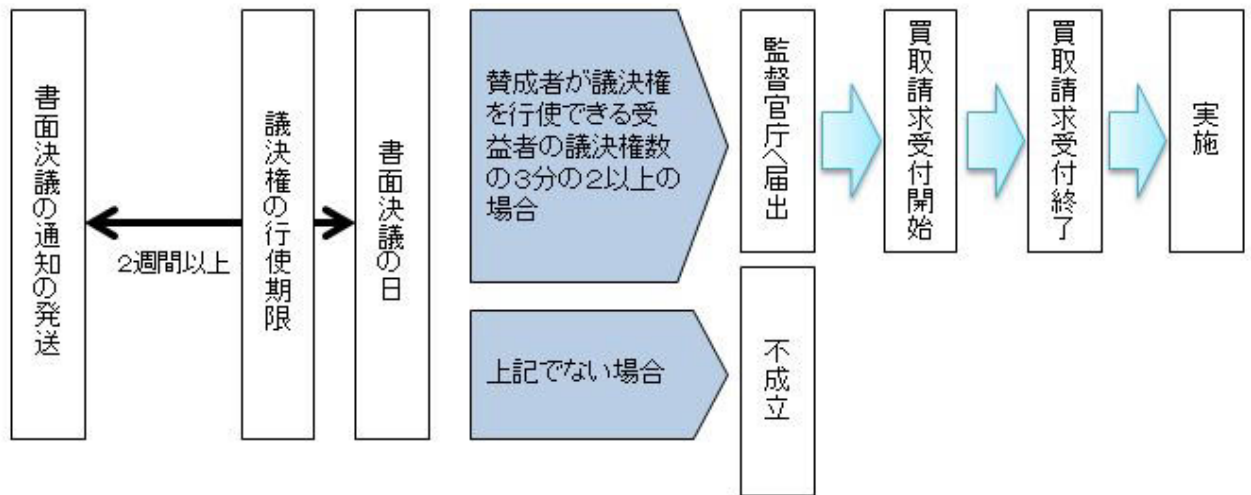 書面決議の通知の発送
2週間以上
議決権の行使期限
書面決議の日
賛成者が議決権
を行使できる受
益者の議決権数
の3分の2以上の
場合
監督官庁へ届出
買取請求受付開始
買取請求受付終了
実施
上記でない場合
不成立